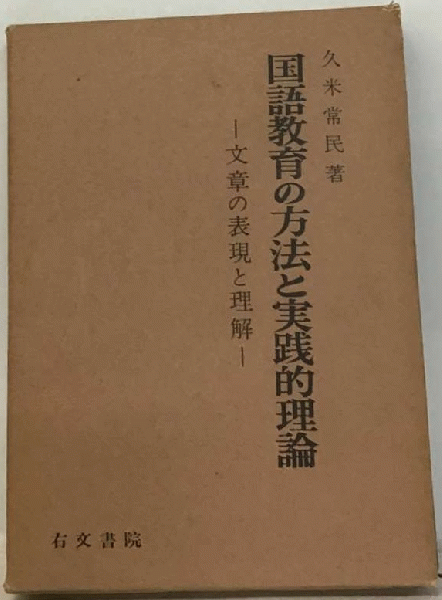 久米常民著
国語教育の方法と実践的理論
―文章の表現と理解―
右文書院